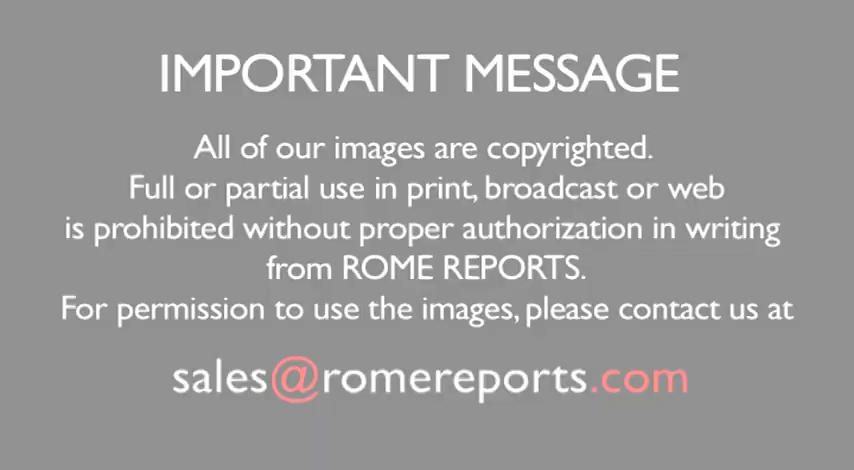 IMPORTANT MESSAGE
All of our images are copyrighted.
Full or partial use in print, broadcast or web
is prohibited without proper authorization in writing
from ROME REPORTS.
For permission to use the images, please contact us at
sales@romereports.com